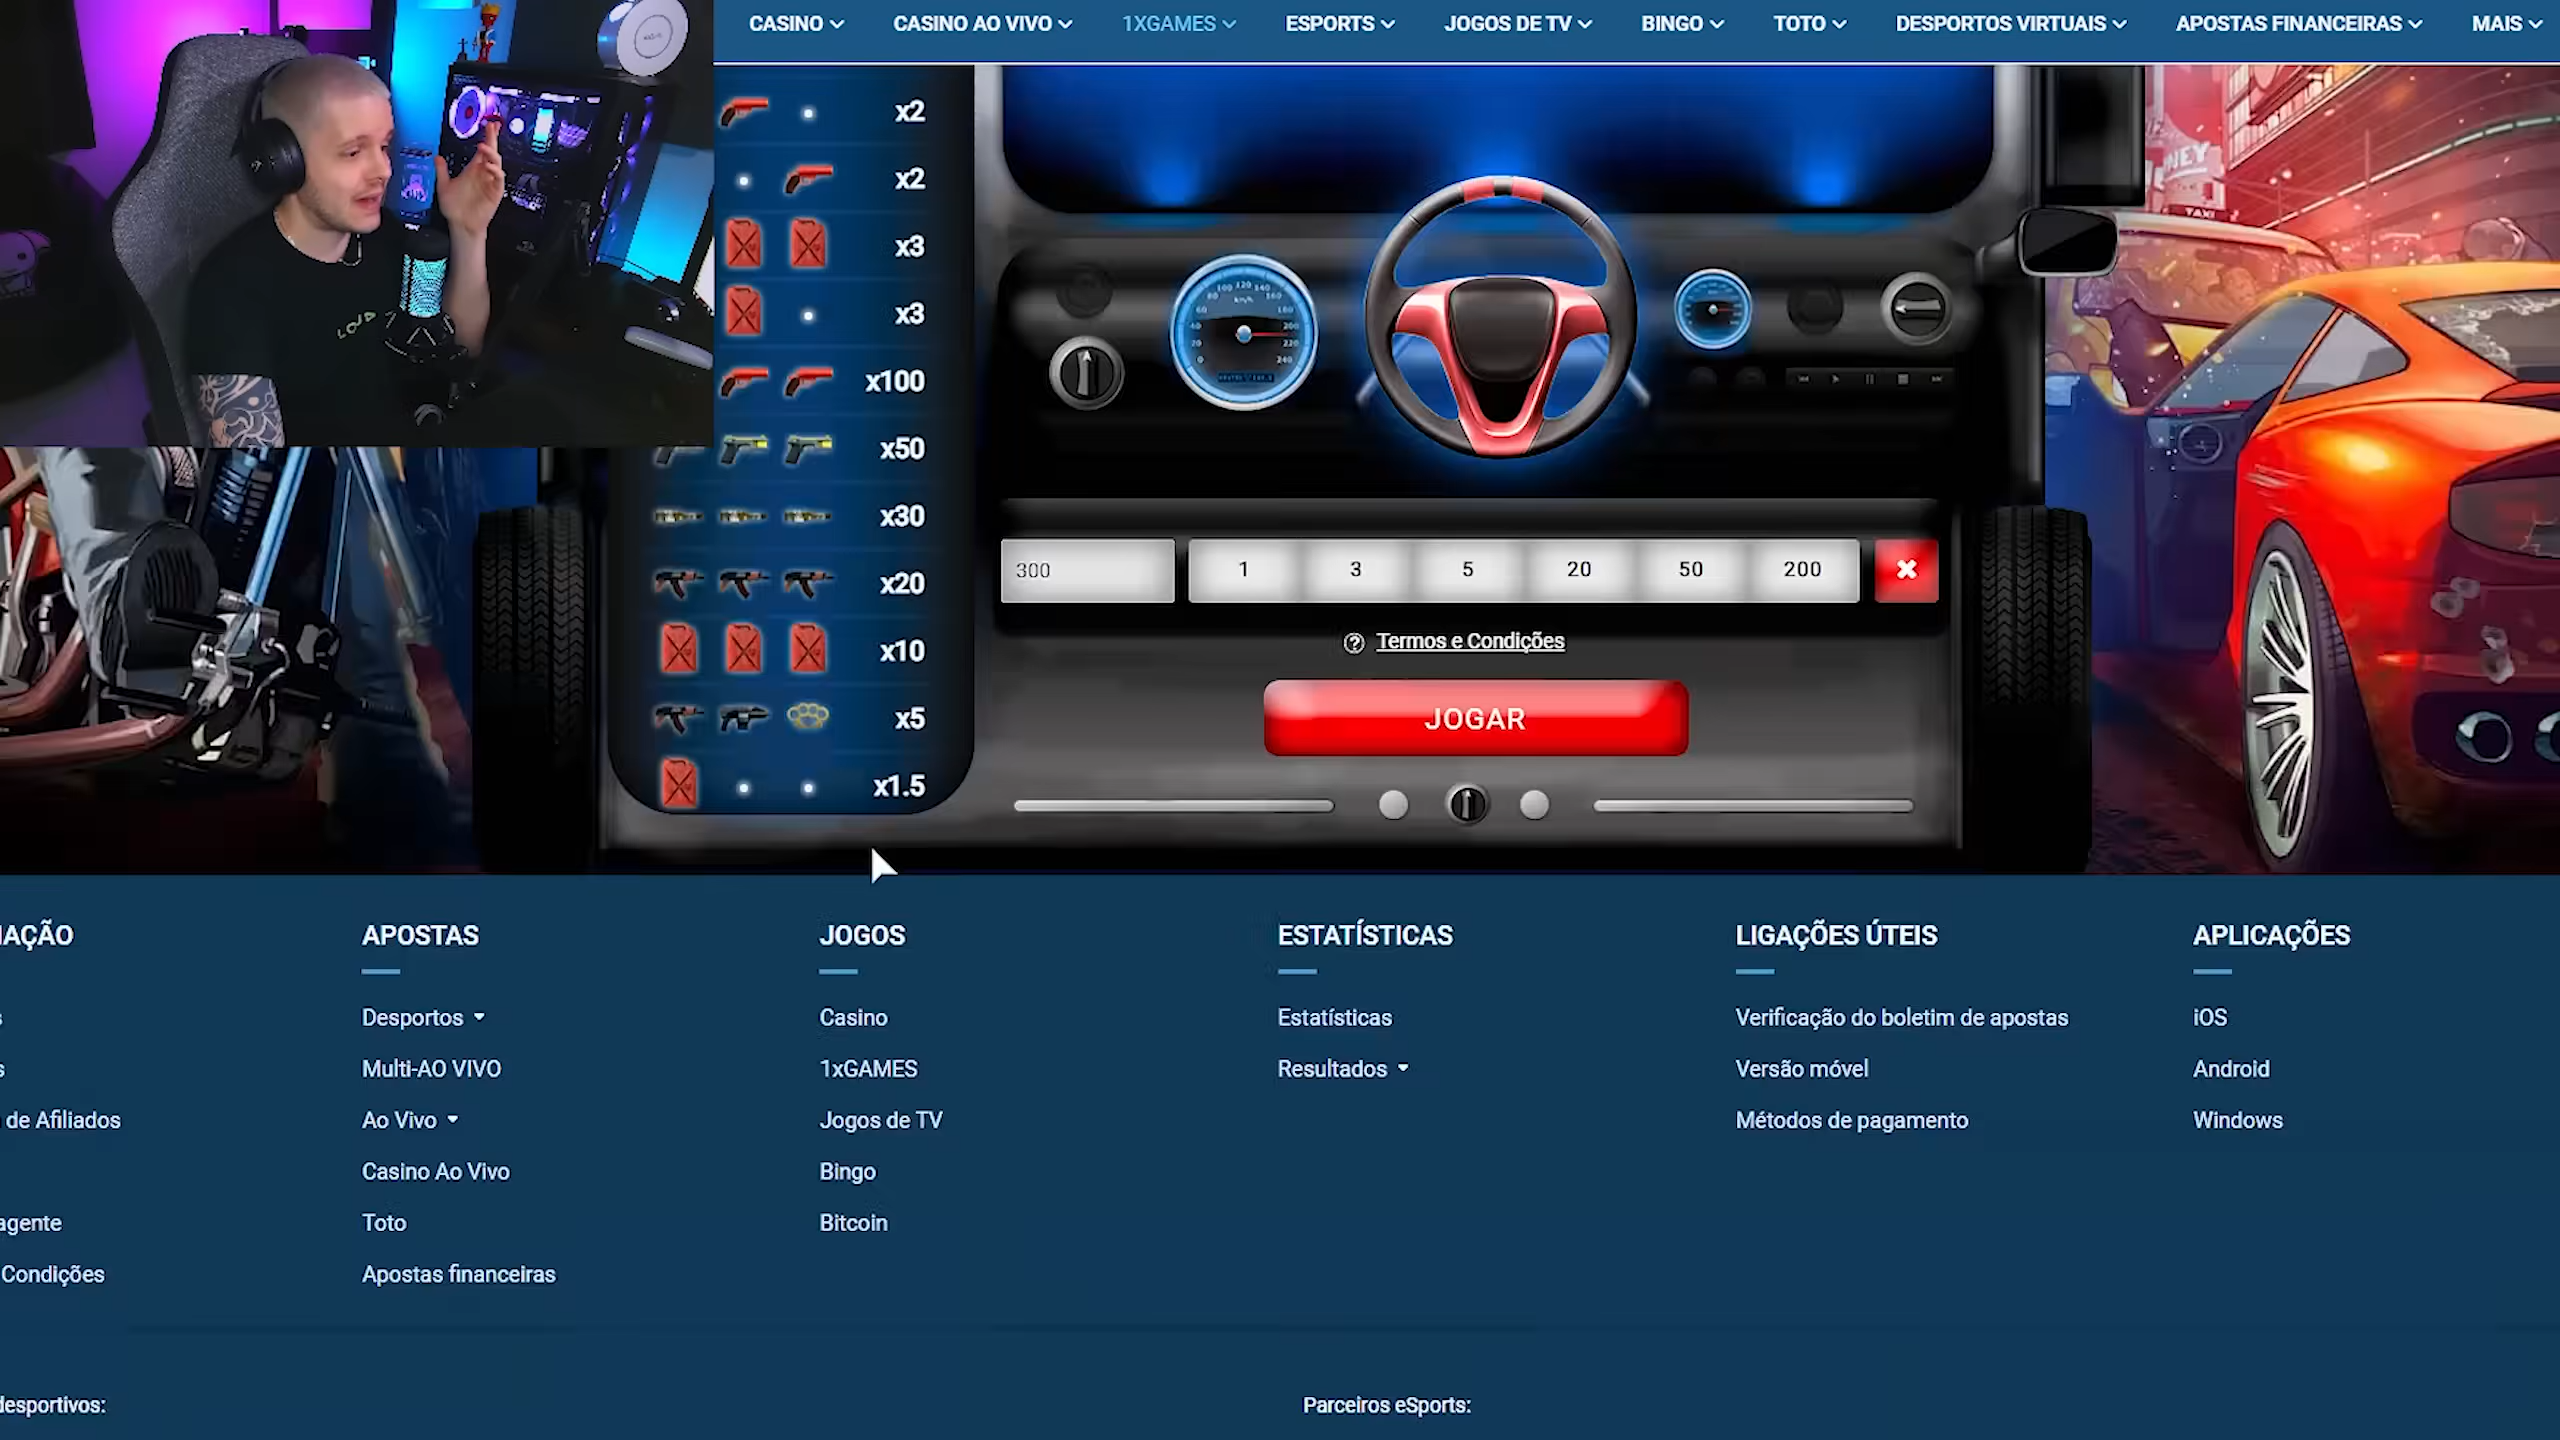 CASINO
CASINO AO VIVO
1XGAMES
ESPORTS
JOGOS DE TV
BINGO
TOTO
DESPORTOS VIRTUAIS
APOSTAS FINANCEIRAS
MAIS
x2
x2
x3
x3
x100
x50
x30
x20
x10
x5
x1.5
LOUD
TAXI
300
1
3
5
20
50
200
Termos e Condições
JOGAR
AÇÃO
de Afiliados
agente
Condições
APOSTAS
Desportos
Multi-AO VIVO
Ao Vivo
Casino Ao Vivo
Toto
Apostas financeiras
JOGOS
Casino
1xGAMES
Jogos de TV
Bingo
Bitcoin
ESTATÍSTICAS
Estatísticas
Resultados
LIGAÇÕES ÚTEIS
Verificação do boletim de apostas
Versão móvel
Métodos de pagamento
APLICAÇÕES
iOS
Android
Windows
desportivos:
Parceiros eSports: